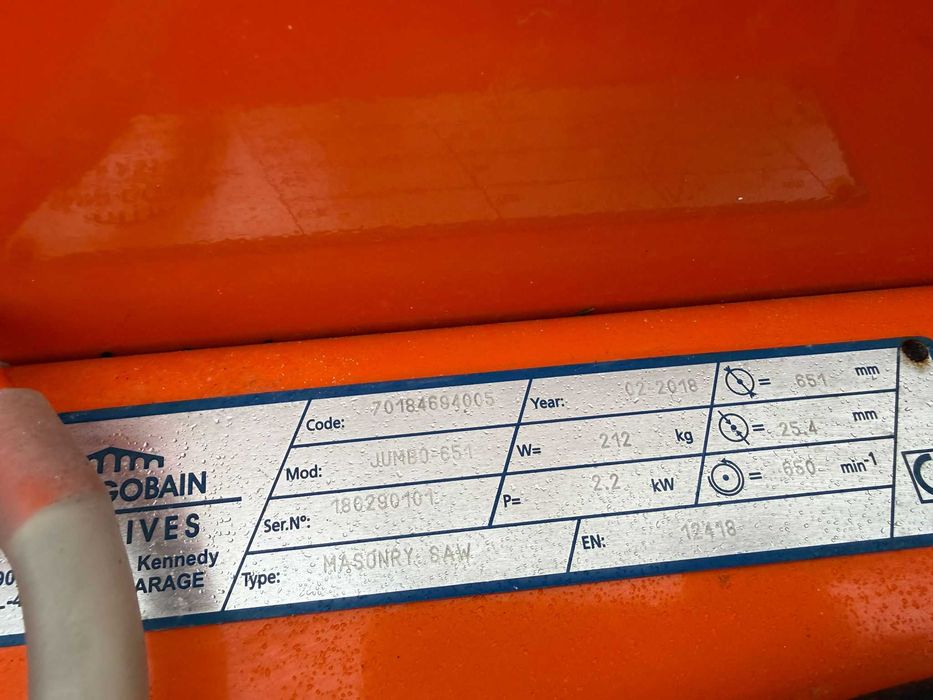 GOBAIN
IVES
Kennedy
ARAGE
Code: 70184694005
Mod: JUMBO-651
Ser.Nº: 180290101
Type: MASONRY SAW
Year: 02 2018
W= 212 kg
P= 2.2 kW
EN: 12418
= 651 mm
= 25.4 mm
= 650 min-1